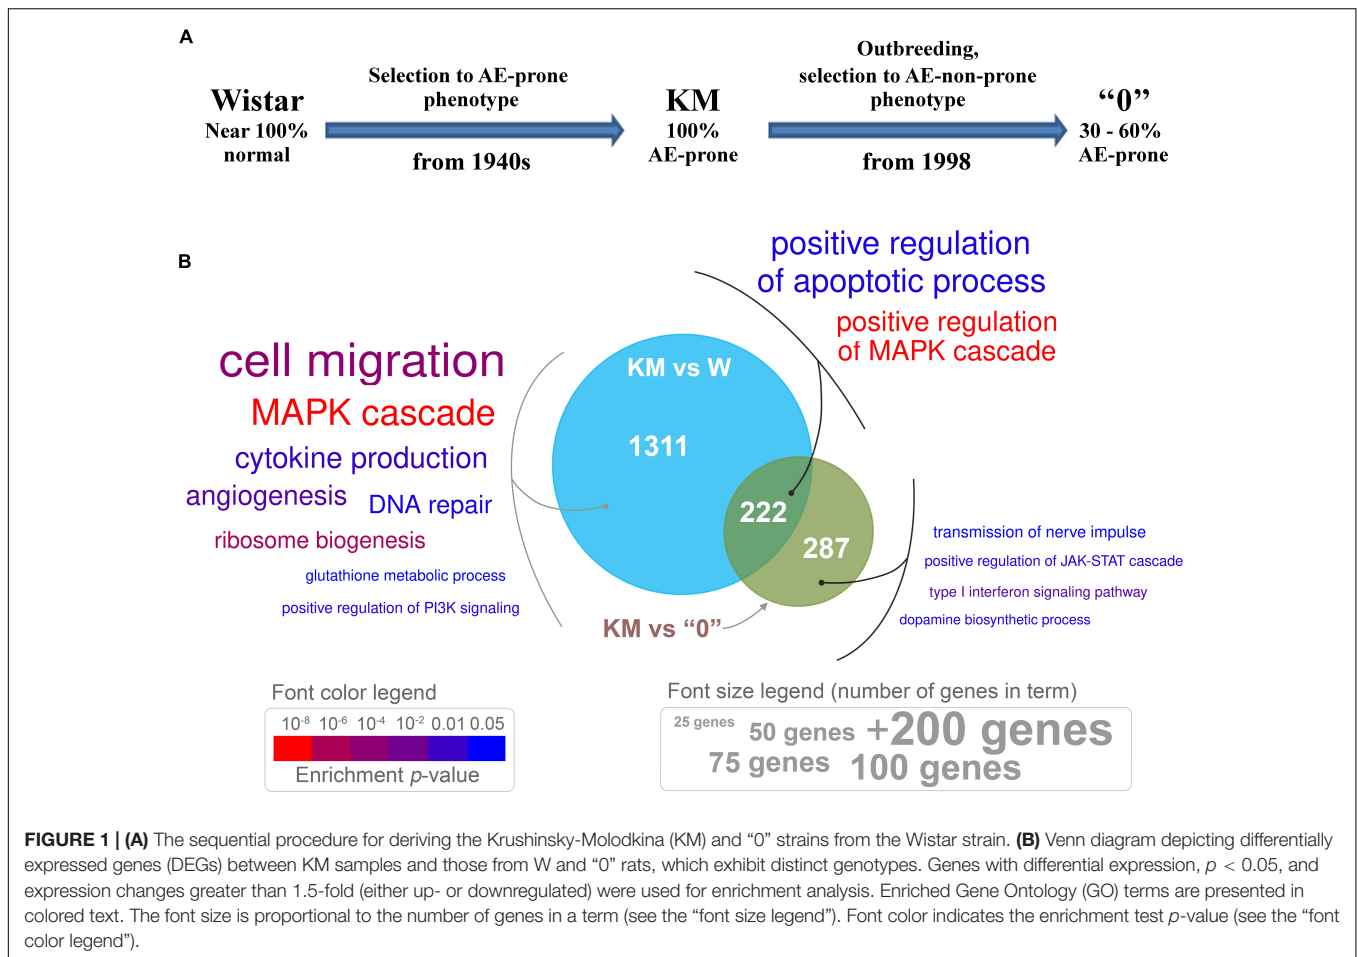 A
Wistar
Near 100%
normal
Selection to AE-prone
phenotype
from 1940s
KM
100%
AE-prone
Outbreeding,
selection to AE-non-prone
phenotype
from 1998
“0”
30 - 60%
AE-prone
B
positive regulation
of apoptotic process
positive regulation
of MAPK cascade
cell migration
MAPK cascade
cytokine production
angiogenesis
DNA repair
ribosome biogenesis
glutathione metabolic process
positive regulation of PI3K signaling
KM vs W
1311
222
287
KM vs “0”
transmission of nerve impulse
positive regulation of JAK-STAT cascade
type I interferon signaling pathway
dopamine biosynthetic process
Font color legend
10⁻⁸ 10⁻⁶ 10⁻⁴ 10⁻² 0.01 0.05
Enrichment p-value
Font size legend (number of genes in term)
25 genes 50 genes +200 genes
75 genes 100 genes
FIGURE 1 | (A) The sequential procedure for deriving the Krushinsky-Molodkina (KM) and “0” strains from the Wistar strain. (B) Venn diagram depicting differentially
expressed genes (DEGs) between KM samples and those from W and “0” rats, which exhibit distinct genotypes. Genes with differential expression, p < 0.05, and
expression changes greater than 1.5-fold (either up- or downregulated) were used for enrichment analysis. Enriched Gene Ontology (GO) terms are presented in
colored text. The font size is proportional to the number of genes in a term (see the “font size legend”). Font color indicates the enrichment test p-value (see the “font
color legend”).